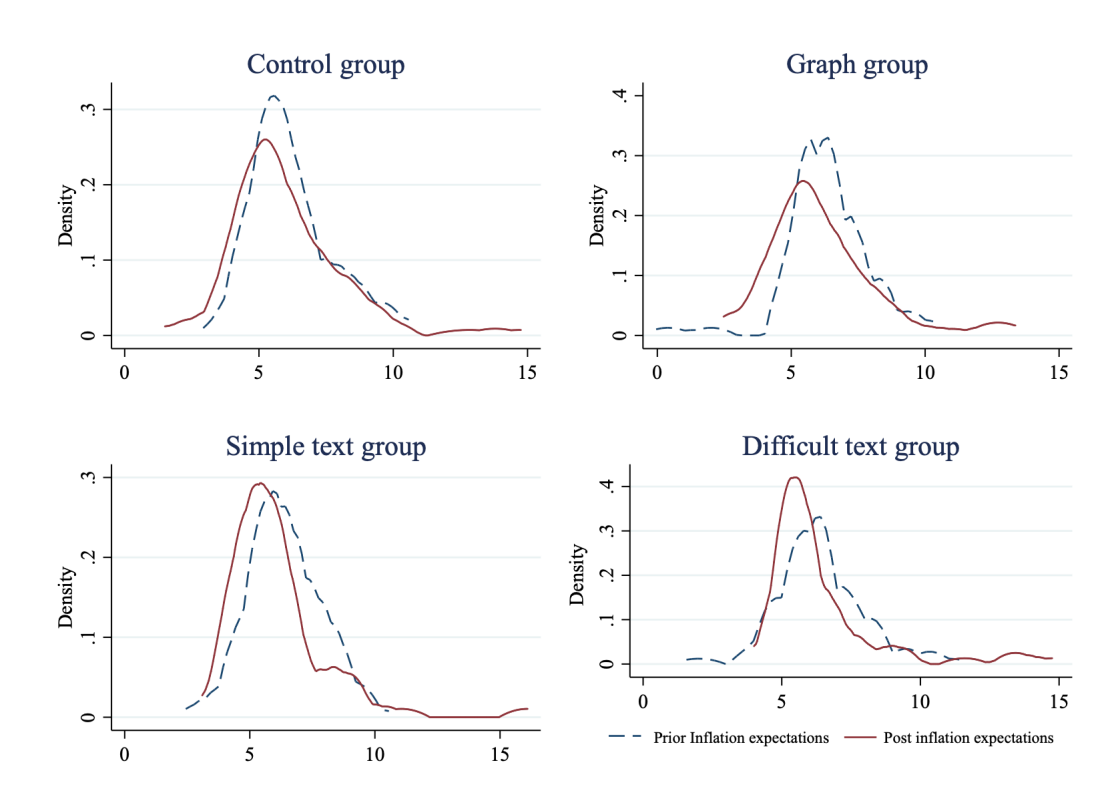 Control group
Graph group
Density
.3
.2
.1
0
0 5 10 15
Density
.4
.3
.2
.1
0
0 5 10 15
Simple text group
Difficult text group
Density
.3
.2
.1
0
0 5 10 15
Density
.4
.3
.2
.1
0
0 5 10 15
Prior Inflation expectations Post inflation expectations